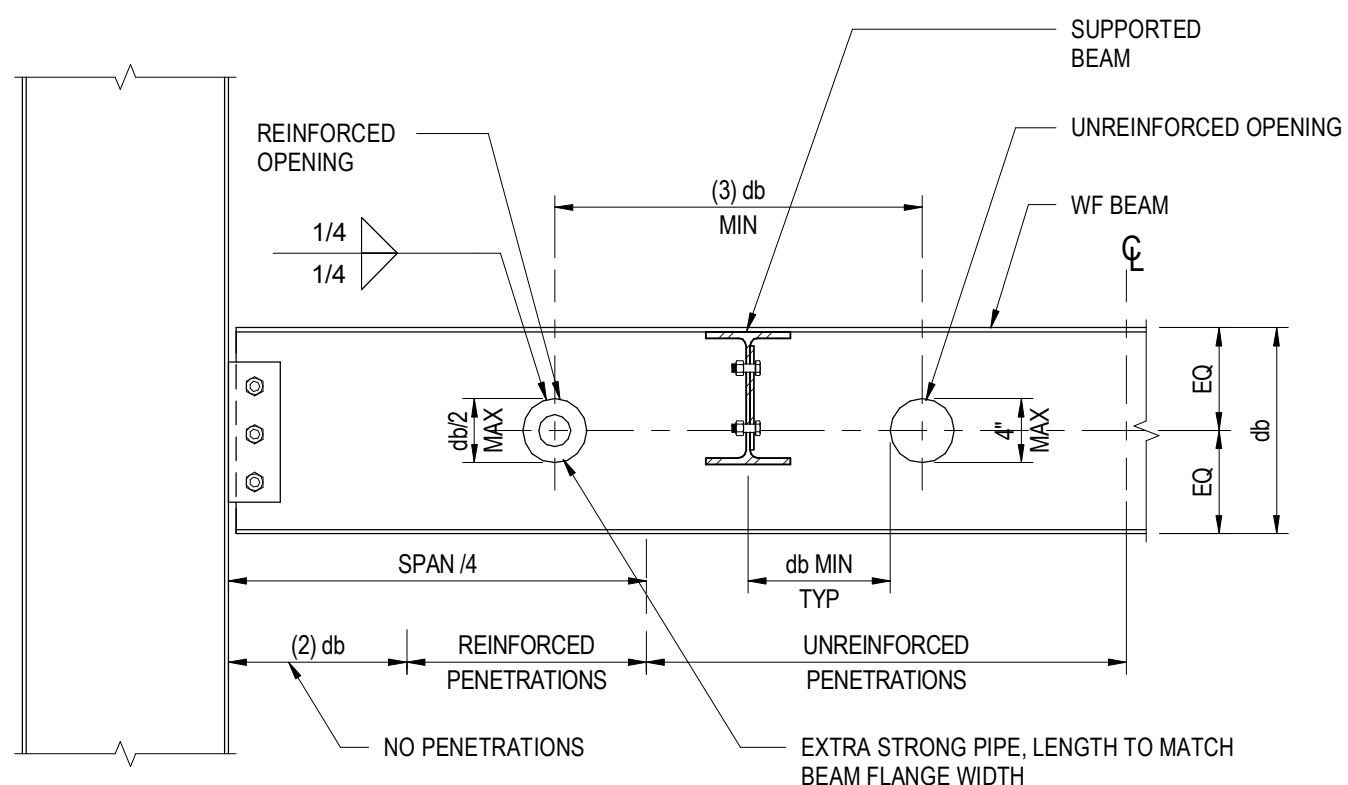 SUPPORTED
BEAM
REINFORCED
OPENING
UNREINFORCED OPENING
(3) db
MIN
WF BEAM
1/4
1/4
℄
db/2
MAX
4"
MAX
EQ
EQ
db
SPAN /4
db MIN
TYP
(2) db
REINFORCED
PENETRATIONS
UNREINFORCED
PENETRATIONS
NO PENETRATIONS
EXTRA STRONG PIPE, LENGTH TO MATCH
BEAM FLANGE WIDTH